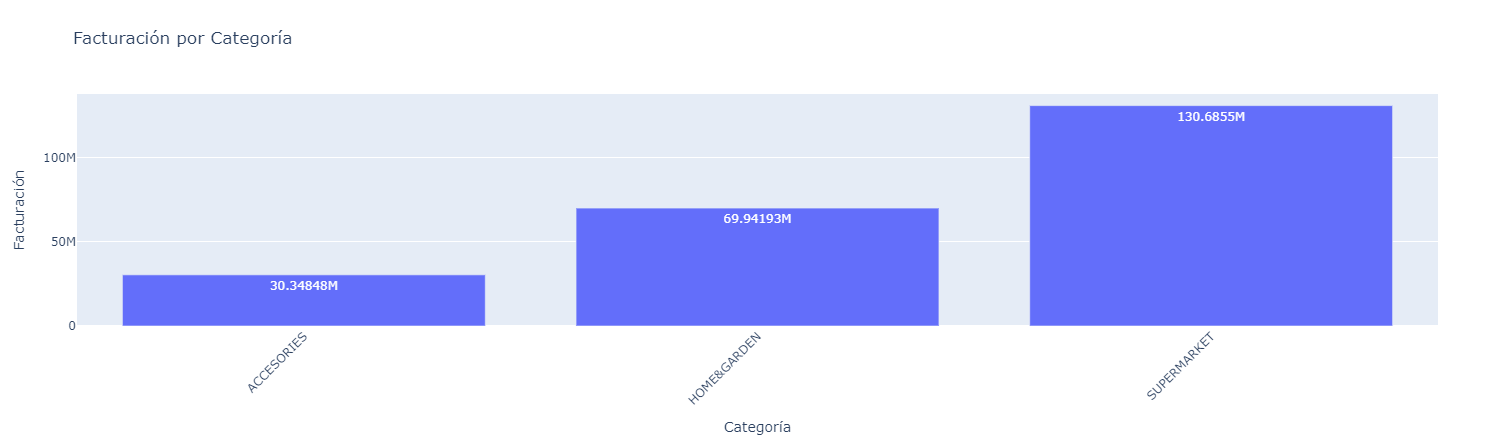 Facturación por Categoría
Facturación
100M
50M
0
30.34848M
69.94193M
130.6855M
ACCESORIES
HOME&GARDEN
SUPERMARKET
Categoría